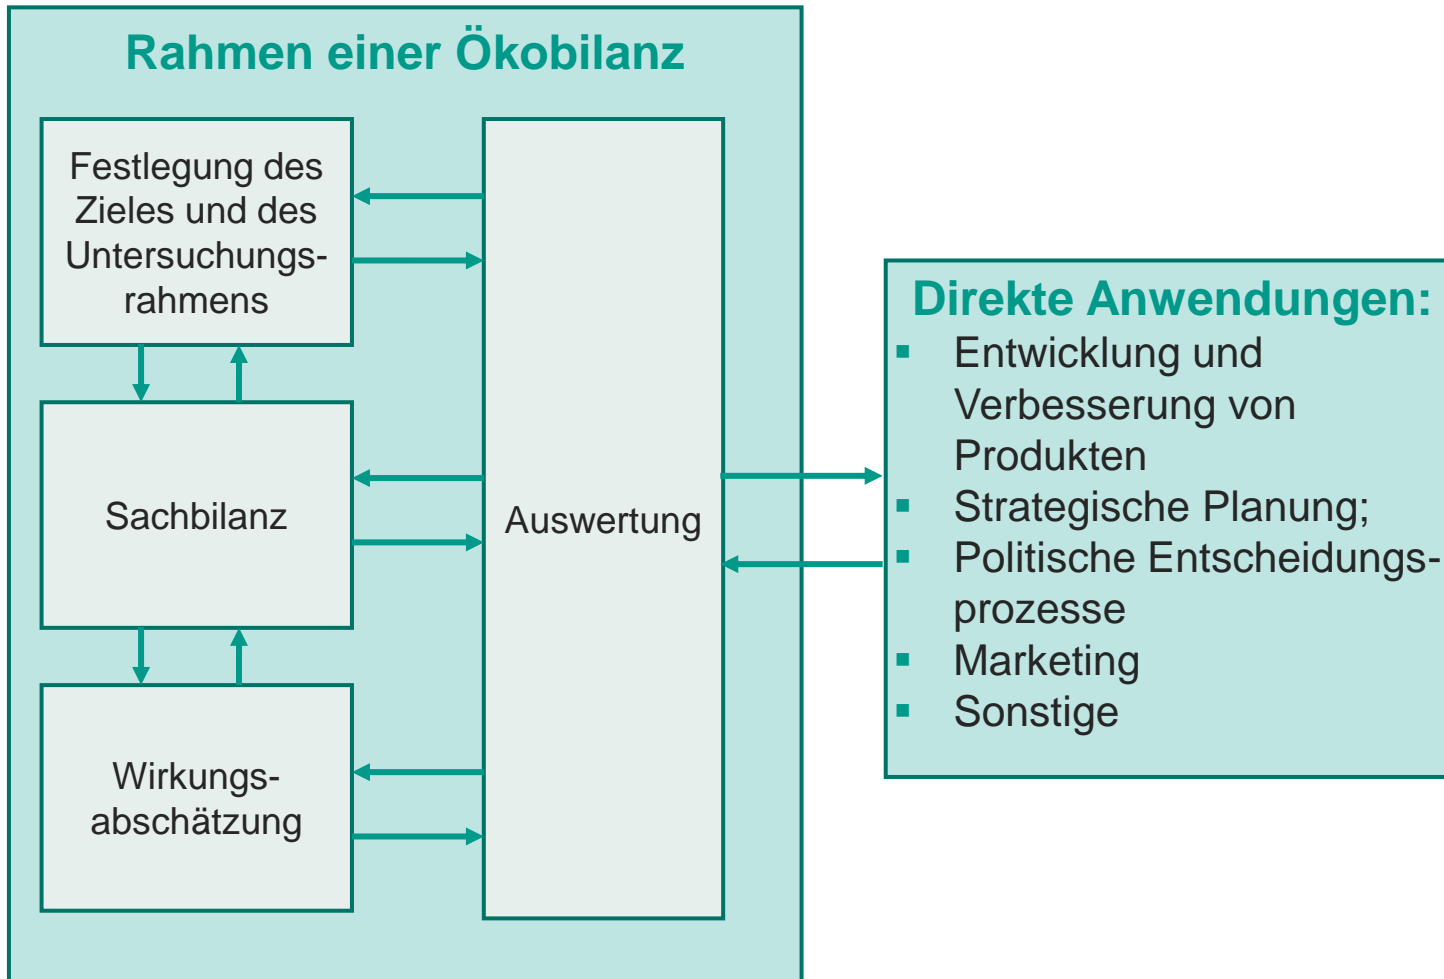 Rahmen einer Ökobilanz
Festlegung des
Zieles und des
Untersuchungs-
rahmens
Sachbilanz
Wirkungs-
abschätzung
Auswertung
Direkte Anwendungen:
▪ Entwicklung und
Verbesserung von
Produkten
▪ Strategische Planung;
▪ Politische Entscheidungs-
prozesse
▪ Marketing
▪ Sonstige